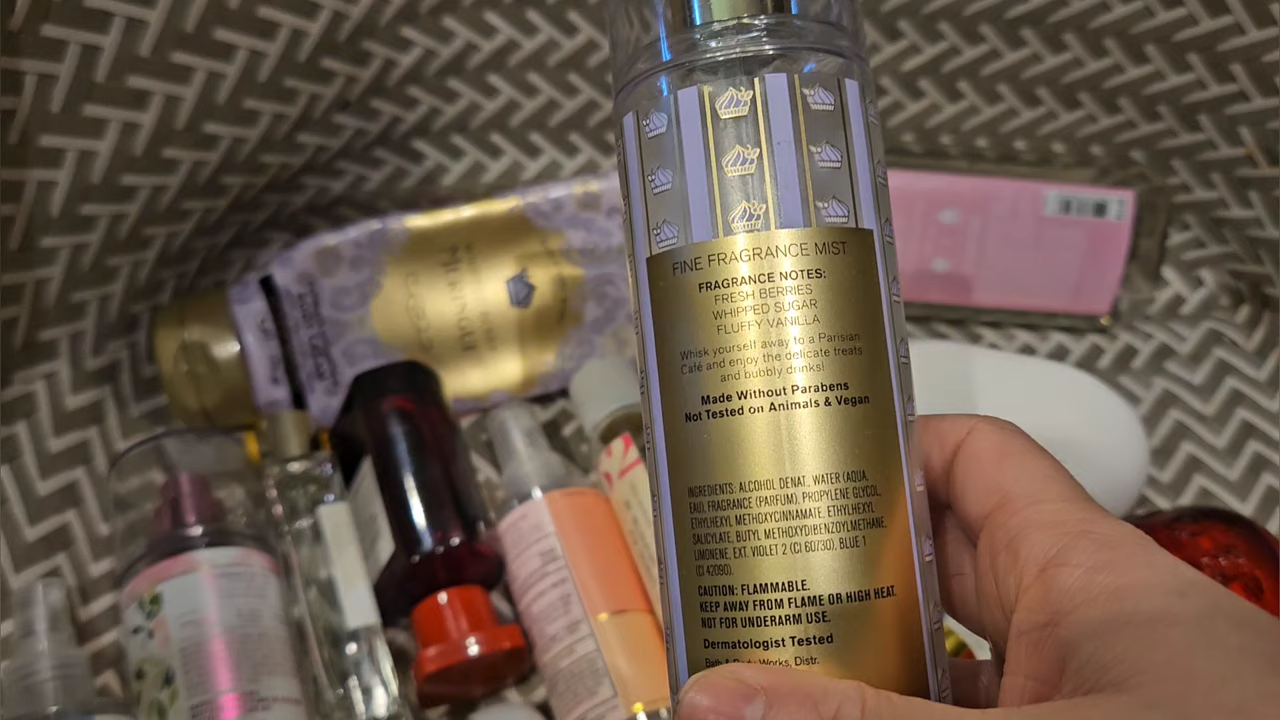 FINE FRAGRANCE MIST
FRAGRANCE NOTES:
FRESH BERRIES
WHIPPED SUGAR
FLUFFY VANILLA
Whisk yourself away to a Parisian
Café and enjoy the delicate treats
and bubbly drinks!
Made Without Parabens
Not Tested on Animals & Vegan
INGREDIENTS: ALCOHOL DENAT., WATER (AQUA,
EAU), FRAGRANCE (PARFUM), PROPYLENE GLYCOL,
ETHYLHEXYL METHOXYCINNAMATE, ETHYLHEXYL
SALICYLATE, BUTYL METHOXYDIBENZOYLMETHANE,
LIMONENE, EXT. VIOLET 2 (CI 60730), BLUE 1
(CI 42090).
CAUTION: FLAMMABLE.
KEEP AWAY FROM FLAME OR HIGH HEAT.
NOT FOR UNDERARM USE.
Dermatologist Tested
Bath & Body Works, Distr.